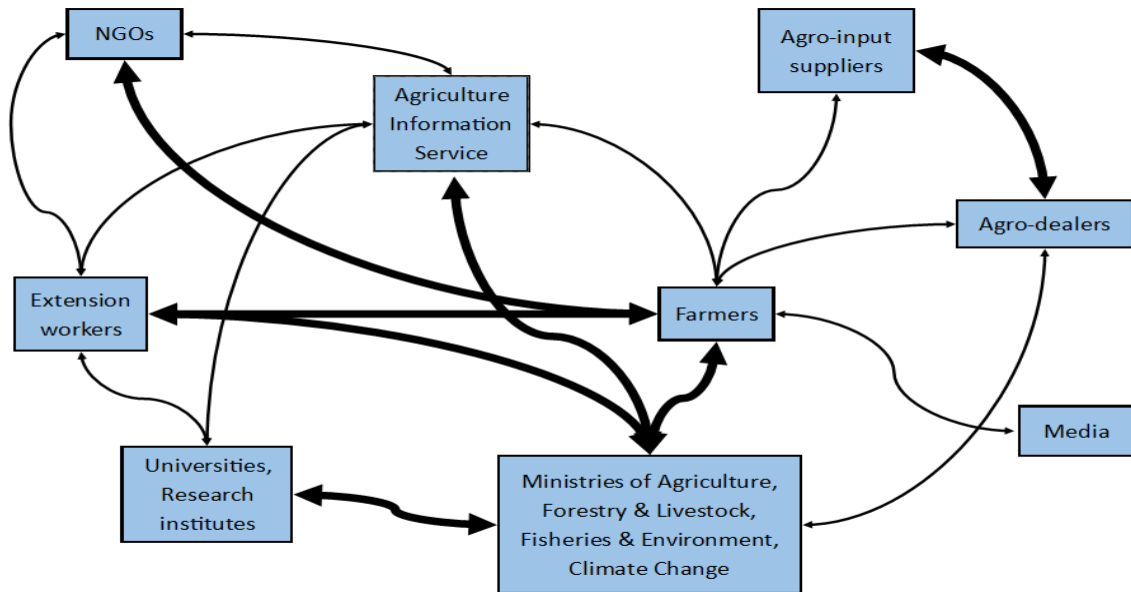 NGOs
Agro-input
suppliers
Agriculture
Information
Service
Agro-dealers
Extension
workers
Farmers
Media
Universities,
Research
institutes
Ministries of Agriculture,
Forestry & Livestock,
Fisheries & Environment,
Climate Change